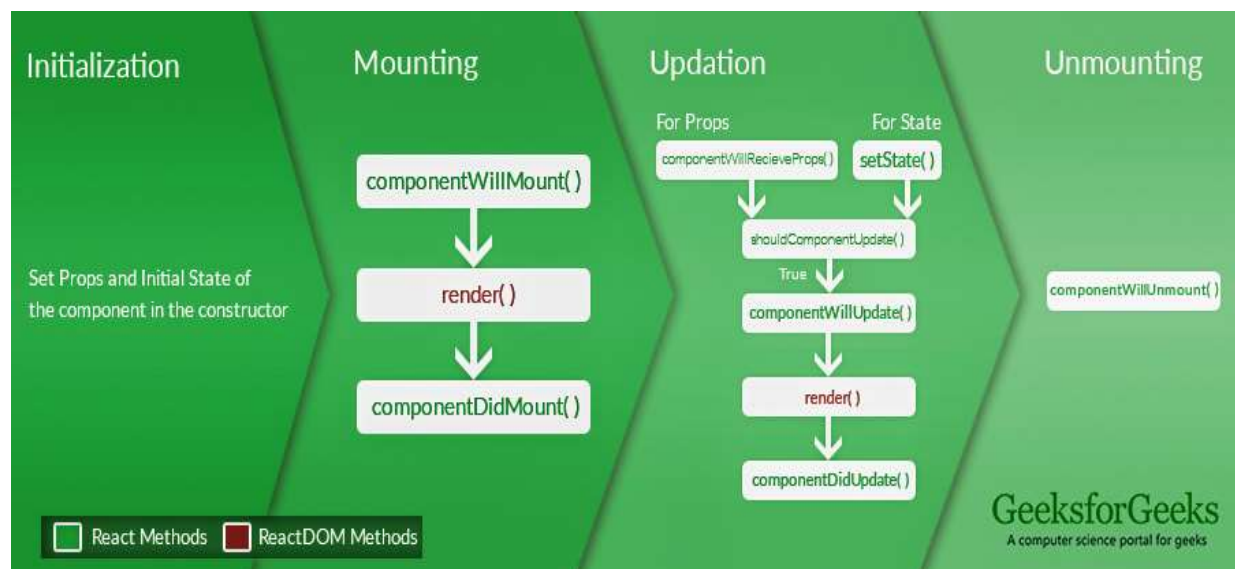 Initialization
Set Props and Initial State of
the component in the constructor
Mounting
componentWillMount( )
render( )
componentDidMount( )
Updation
For Props
For State
componentWillRecieveProps( )
setState( )
shouldComponentUpdate( )
True
componentWillUpdate( )
render( )
componentDidUpdate( )
Unmounting
componentWillUnmount( )
React Methods
ReactDOM Methods
GeeksforGeeks
A computer science portal for geeks